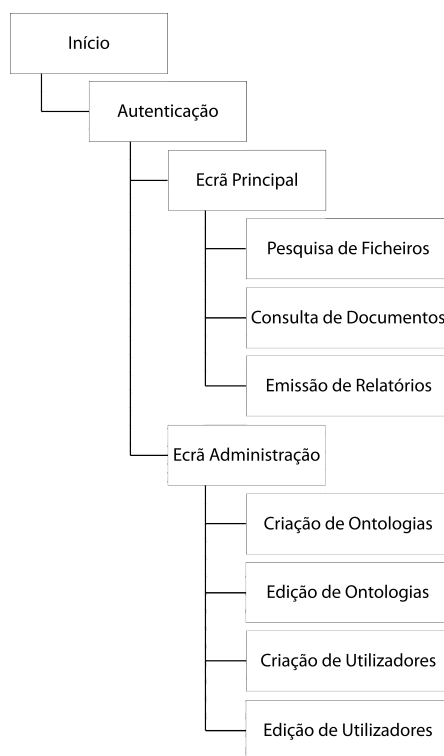 Início
Autenticação
Ecrã Principal
Pesquisa de Ficheiros
Consulta de Documentos
Emissão de Relatórios
Ecrã Administração
Criação de Ontologias
Edição de Ontologias
Criação de Utilizadores
Edição de Utilizadores